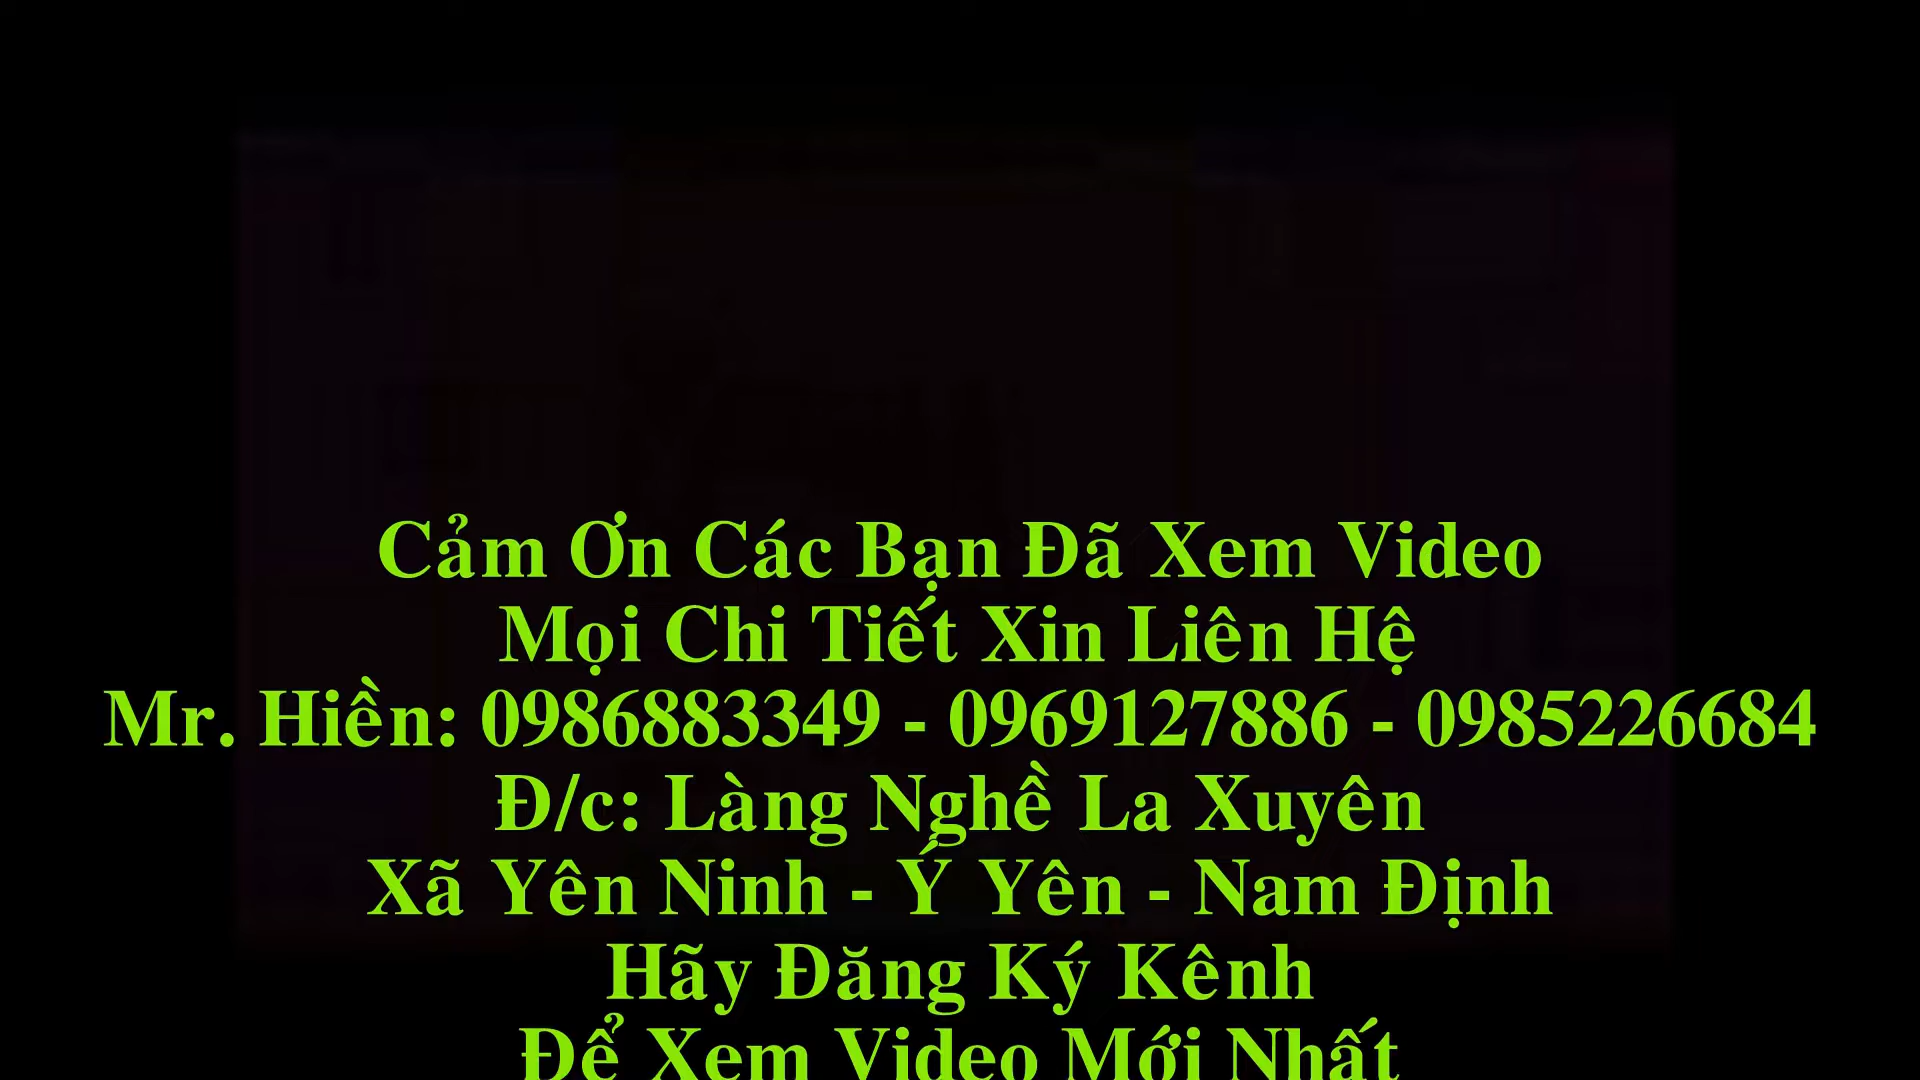 Cảm Ơn Các Bạn Đã Xem Video
Mọi Chi Tiết Xin Liên Hệ
Mr. Hiền: 0986883349 - 0969127886 - 0985226684
Đ/c: Làng Nghề La Xuyên
Xã Yên Ninh - Ý Yên - Nam Định
Hãy Đăng Ký Kênh
Để Xem Video Mới Nhất